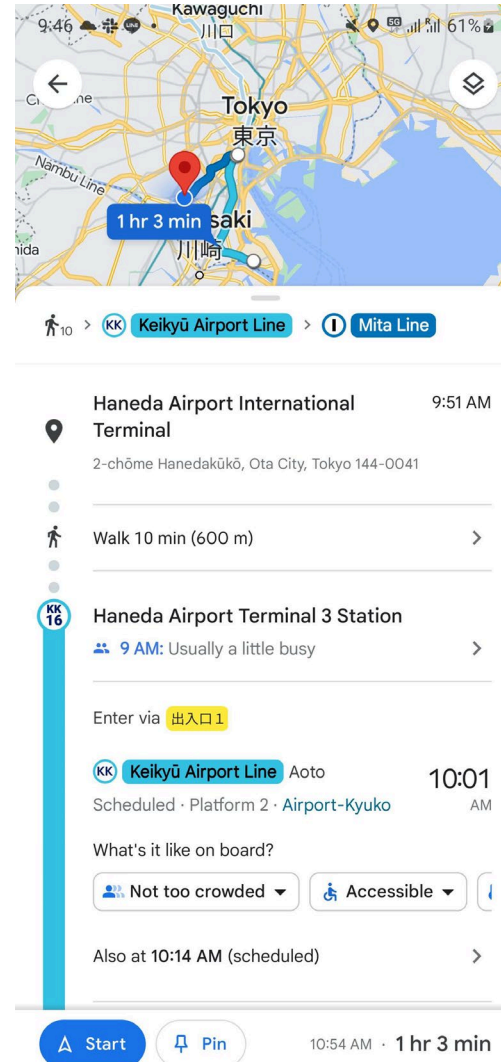 9:46
Kawaguchi
川口
5G
61%
Tokyo
東京
Nambu Line
1 hr 3 min
saki
川崎
10 > KK Keikyū Airport Line > I Mita Line
Haneda Airport International
Terminal
9:51 AM
2-chōme Hanedakūkō, Ota City, Tokyo 144-0041
Walk 10 min (600 m)
KK
16
Haneda Airport Terminal 3 Station
9 AM: Usually a little busy
Enter via 出入口1
KK Keikyū Airport Line Aoto
10:01
AM
Scheduled · Platform 2 · Airport-Kyuko
What's it like on board?
Not too crowded
Accessible
Also at 10:14 AM (scheduled)
Start
Pin
10:54 AM · 1 hr 3 min